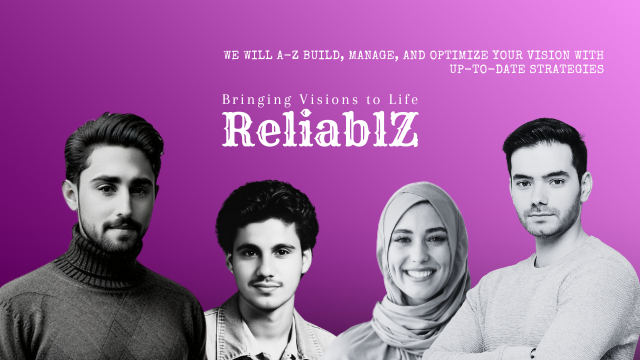 WE WILL A-Z BUILD, MANAGE, AND OPTIMIZE YOUR VISION WITH
UP-TO-DATE STRATEGIES
Bringing Visions to Life
ReliablZ